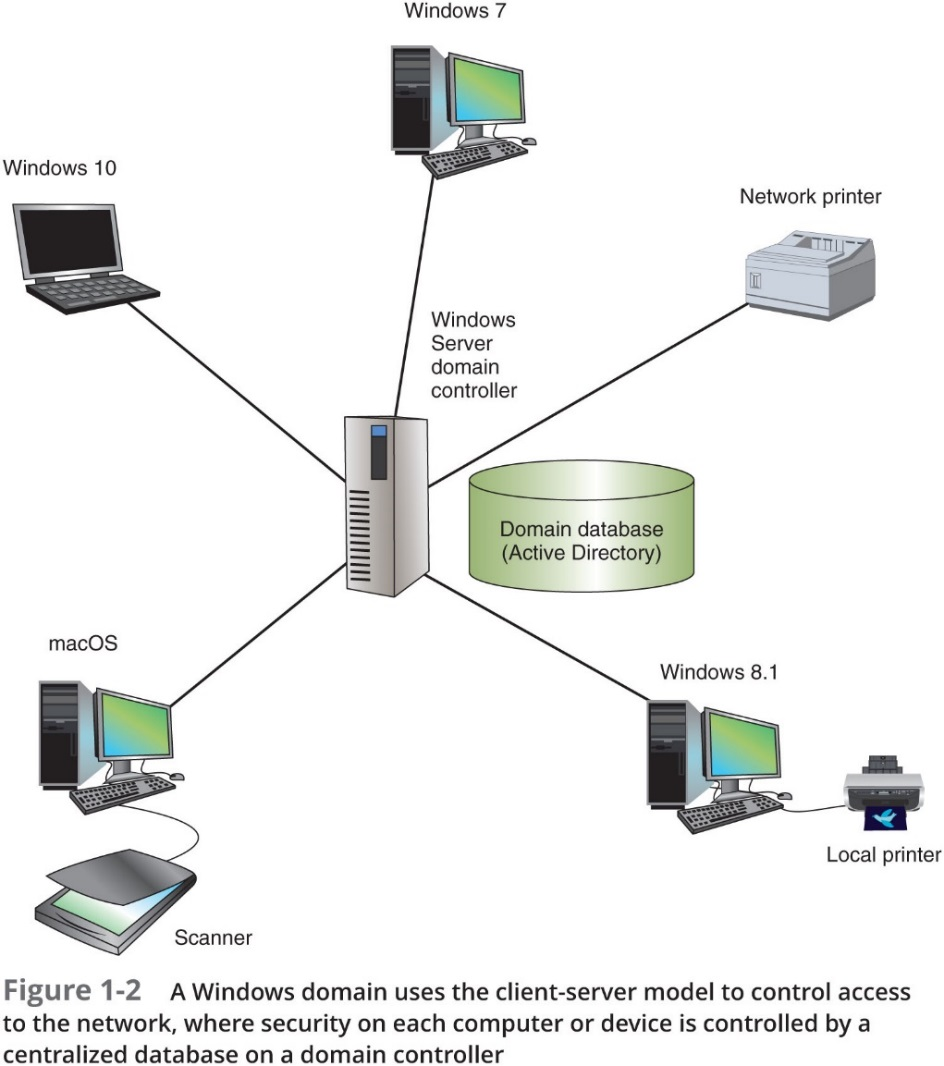 Windows 7
Windows 10
Network printer
Windows
Server
domain
controller
Domain database
(Active Directory)
macOS
Windows 8.1
Local printer
Scanner
Figure 1-2 A Windows domain uses the client-server model to control access
to the network, where security on each computer or device is controlled by a
centralized database on a domain controller